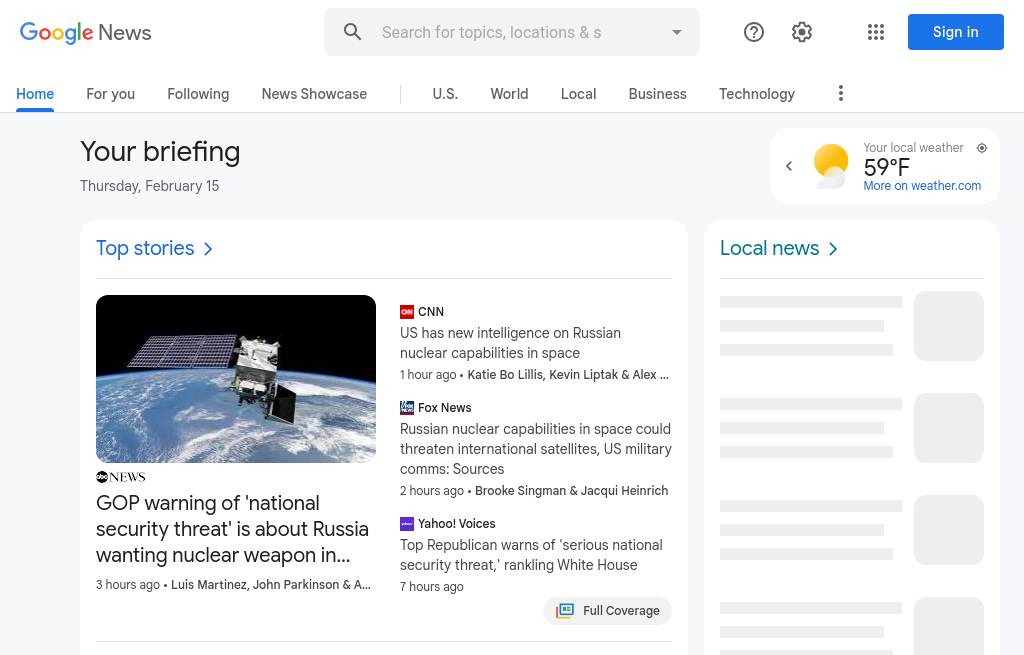 Google News
Search for topics, locations & s
Sign in
Home
For you
Following
News Showcase
U.S.
World
Local
Business
Technology
Your briefing
Thursday, February 15
Your local weather
59°F
More on weather.com
Top stories
abc NEWS
GOP warning of 'national
security threat' is about Russia
wanting nuclear weapon in...
3 hours ago • Luis Martinez, John Parkinson & A...
CNN
US has new intelligence on Russian
nuclear capabilities in space
1 hour ago • Katie Bo Lillis, Kevin Liptak & Alex ...
Fox News
Russian nuclear capabilities in space could
threaten international satellites, US military
comms: Sources
2 hours ago • Brooke Singman & Jacqui Heinrich
Yahoo! Voices
Top Republican warns of 'serious national
security threat,' rankling White House
7 hours ago
Full Coverage
Local news